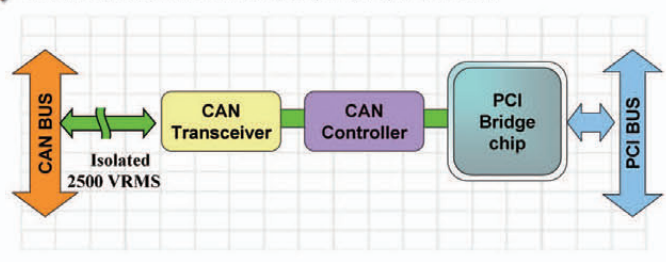 CAN BUS
Isolated
2500 VRMS
CAN
Transceiver
CAN
Controller
PCI
Bridge
chip
PCI BUS